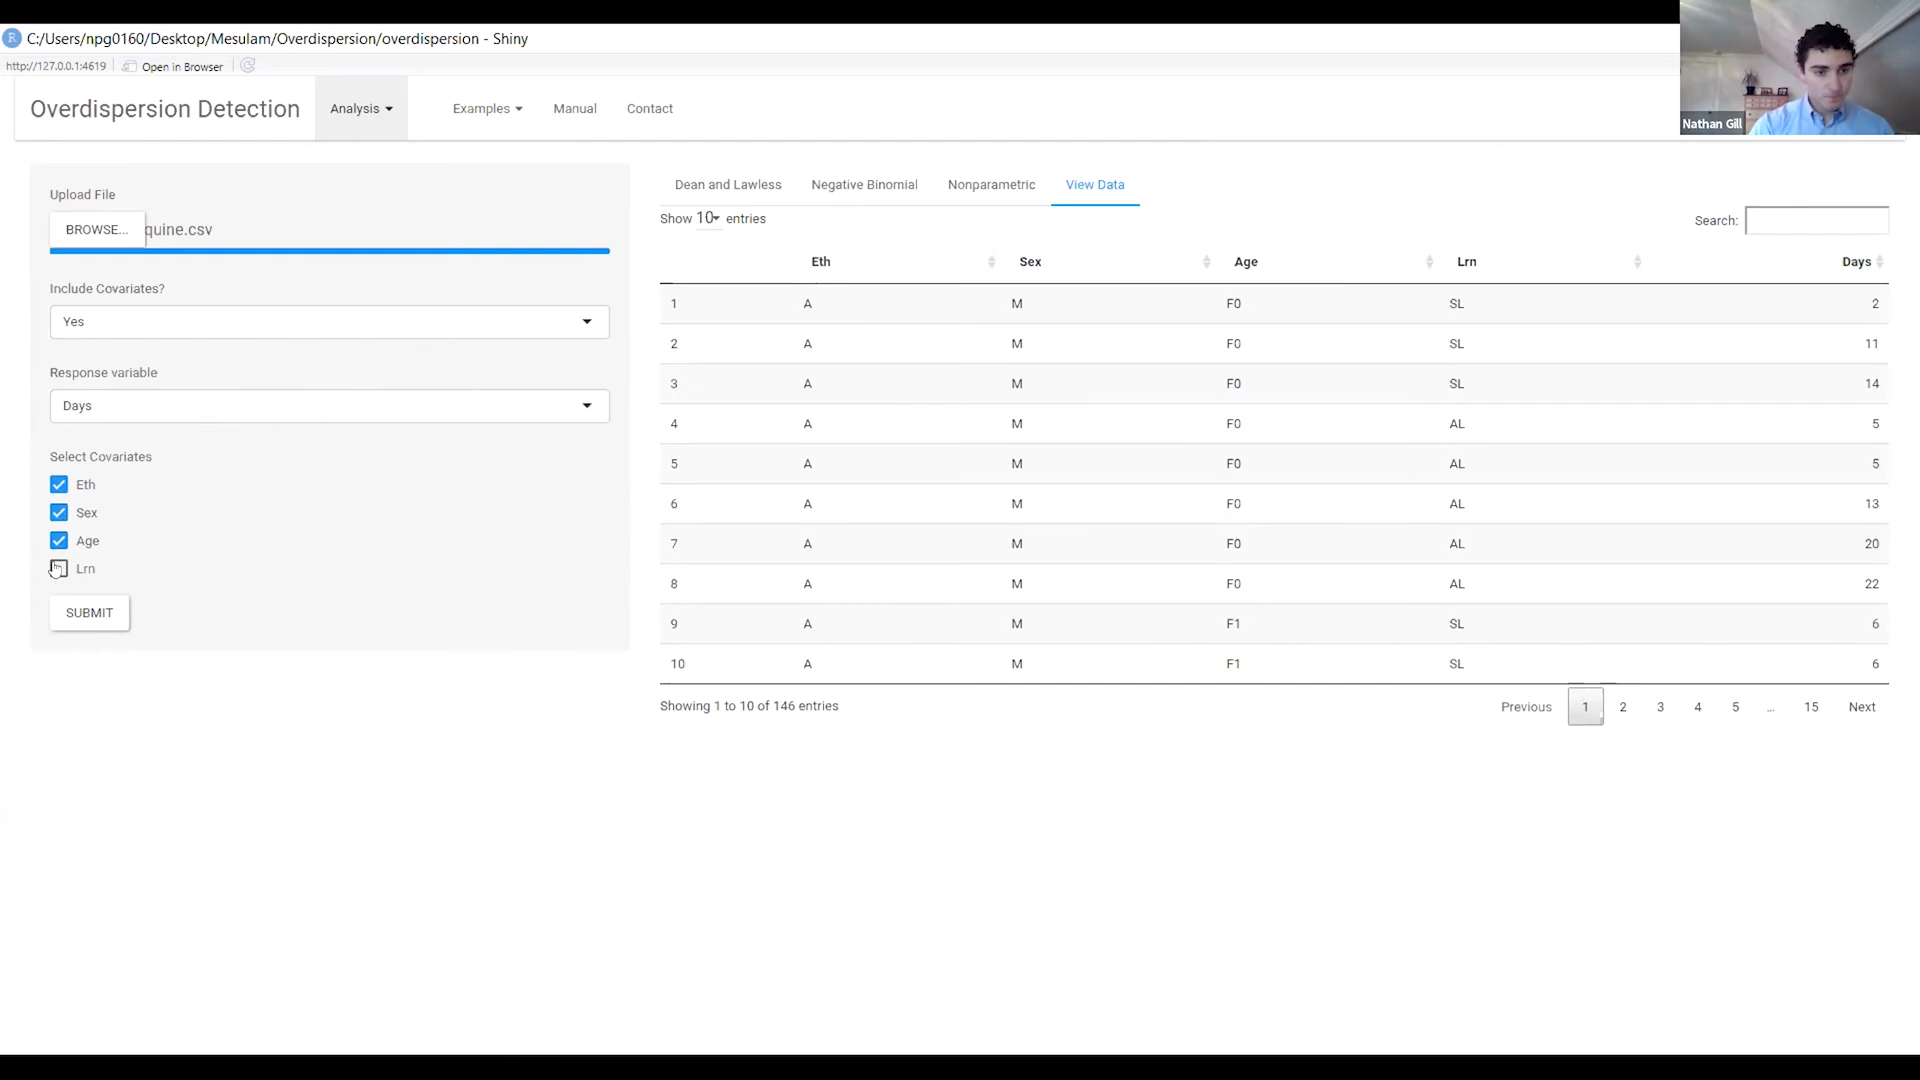 C:/Users/npg0160/Desktop/Mesulam/Overdispersion/overdispersion - Shiny
http://127.0.0.1:4619 Open in Browser
Nathan Gill
Overdispersion Detection Analysis Examples Manual Contact
Upload File
BROWSE... quine.csv
Include Covariates?
Yes
Response variable
Days
Select Covariates
Eth
Sex
Age
Lrn
SUBMIT
Dean and Lawless Negative Binomial Nonparametric View Data
Show 10 entries Search:
Eth Sex Age Lrn Days
1 A M F0 SL 2
2 A M F0 SL 11
3 A M F0 SL 14
4 A M F0 AL 5
5 A M F0 AL 5
6 A M F0 AL 13
7 A M F0 AL 20
8 A M F0 AL 22
9 A M F1 SL 6
10 A M F1 SL 6
Showing 1 to 10 of 146 entries Previous 1 2 3 4 5 ... 15 Next